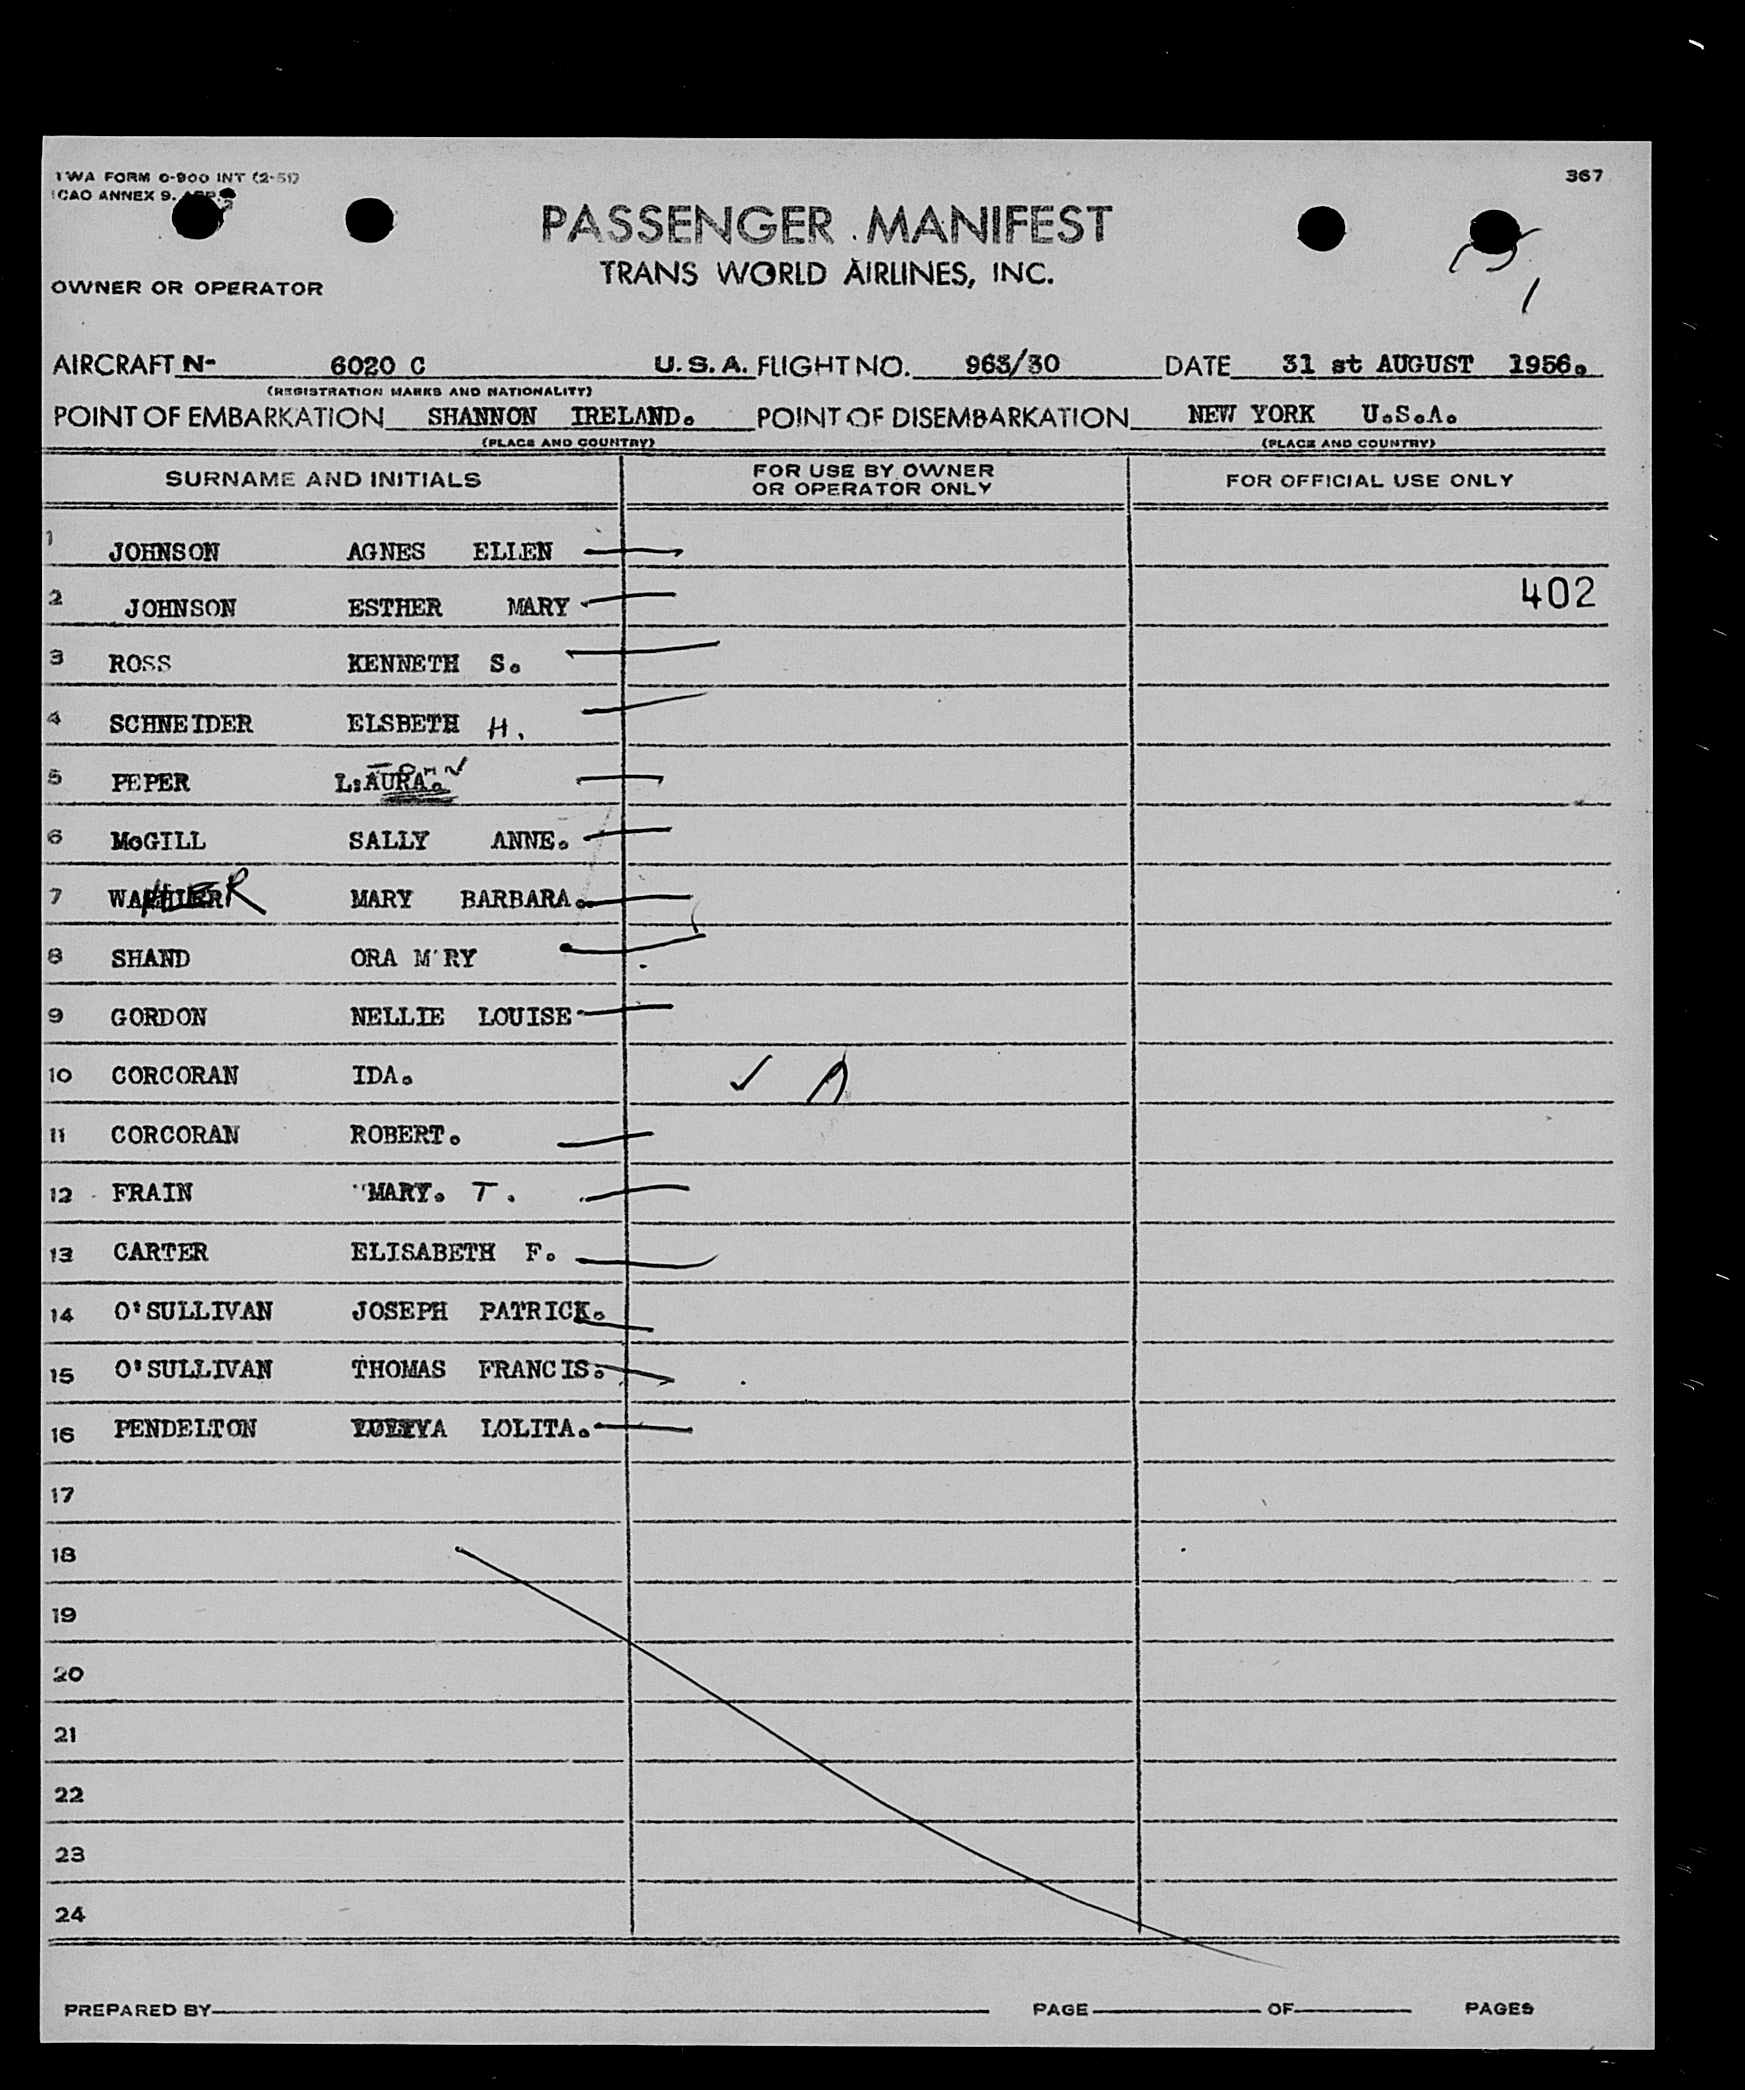 TWA FORM O-900 INT (2-51)
367
ICAO ANNEX 9.
PASSENGER MANIFEST
TRANS WORLD AIRLINES, INC.
OWNER OR OPERATOR
1
AIRCRAFT N- 6020 C U.S.A. FLIGHT NO. 963/30 DATE 31 st AUGUST 1956.
(REGISTRATION MARKS AND NATIONALITY)
POINT OF EMBARKATION SHANNON IRELAND. POINT OF DISEMBARKATION NEW YORK U.S.A.
(PLACE AND COUNTRY) (PLACE AND COUNTRY)
SURNAME AND INITIALS FOR USE BY OWNER OR OPERATOR ONLY FOR OFFICIAL USE ONLY
1 JOHNSON AGNES ELLEN
2 JOHNSON ESTHER MARY 402
3 ROSS KENNETH S.
4 SCHNEIDER ELSBETH H.
5 PEPER L:AURA.
6 McGILL SALLY ANNE.
7 MARY BARBARA.
8 SHAND ORA M'RY
9 GORDON NELLIE LOUISE
10 CORCORAN IDA. ✓
11 CORCORAN ROBERT.
12 FRAIN "MARY. T.
13 CARTER ELISABETH F.
14 O'SULLIVAN JOSEPH PATRICK.
15 O'SULLIVAN THOMAS FRANCIS.
16 PENDELTON LOLITA.
17
18
19
20
21
22
23
24
PREPARED BY PAGE OF PAGES